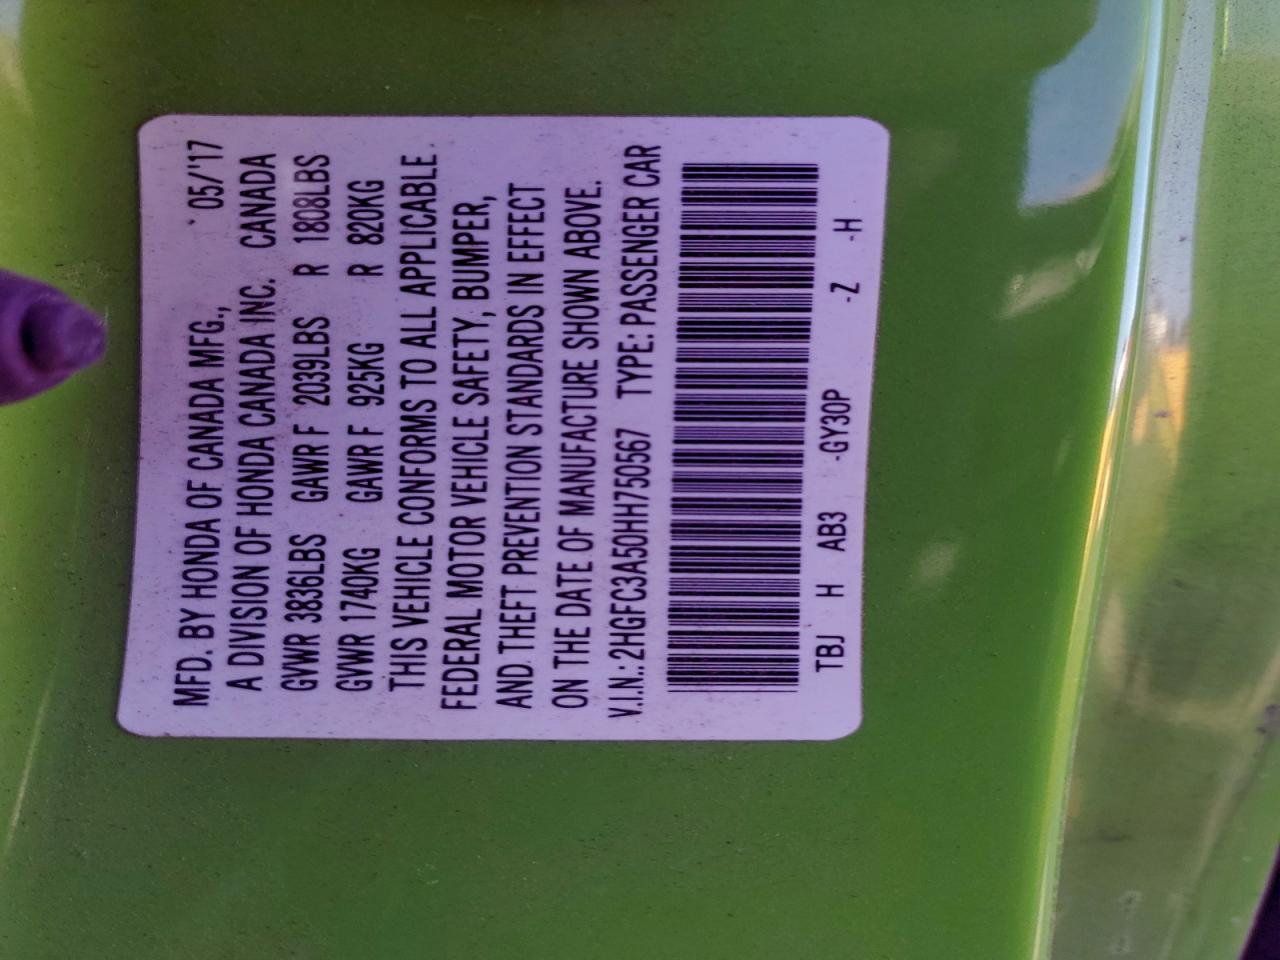 MFD. BY HONDA OF CANADA MFG., 05/'17
A DIVISION OF HONDA CANADA INC. CANADA
GVWR 3836LBS GAWR F 2039LBS R 1808LBS
GVWR 1740KG GAWR F 925KG R 820KG
THIS VEHICLE CONFORMS TO ALL APPLICABLE
FEDERAL MOTOR VEHICLE SAFETY, BUMPER,
AND THEFT PREVENTION STANDARDS IN EFFECT
ON THE DATE OF MANUFACTURE SHOWN ABOVE.
V.I.N.: 2HGFC3A50HH750567 TYPE: PASSENGER CAR
TBJ H AB3 -GY30P -Z -H